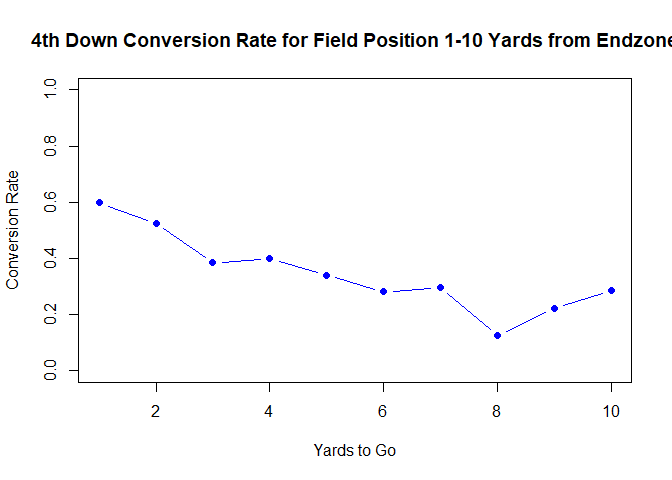 4th Down Conversion Rate for Field Position 1-10 Yards from Endzone
Conversion Rate
1.0
0.8
0.6
0.4
0.2
0.0
2 4 6 8 10
Yards to Go